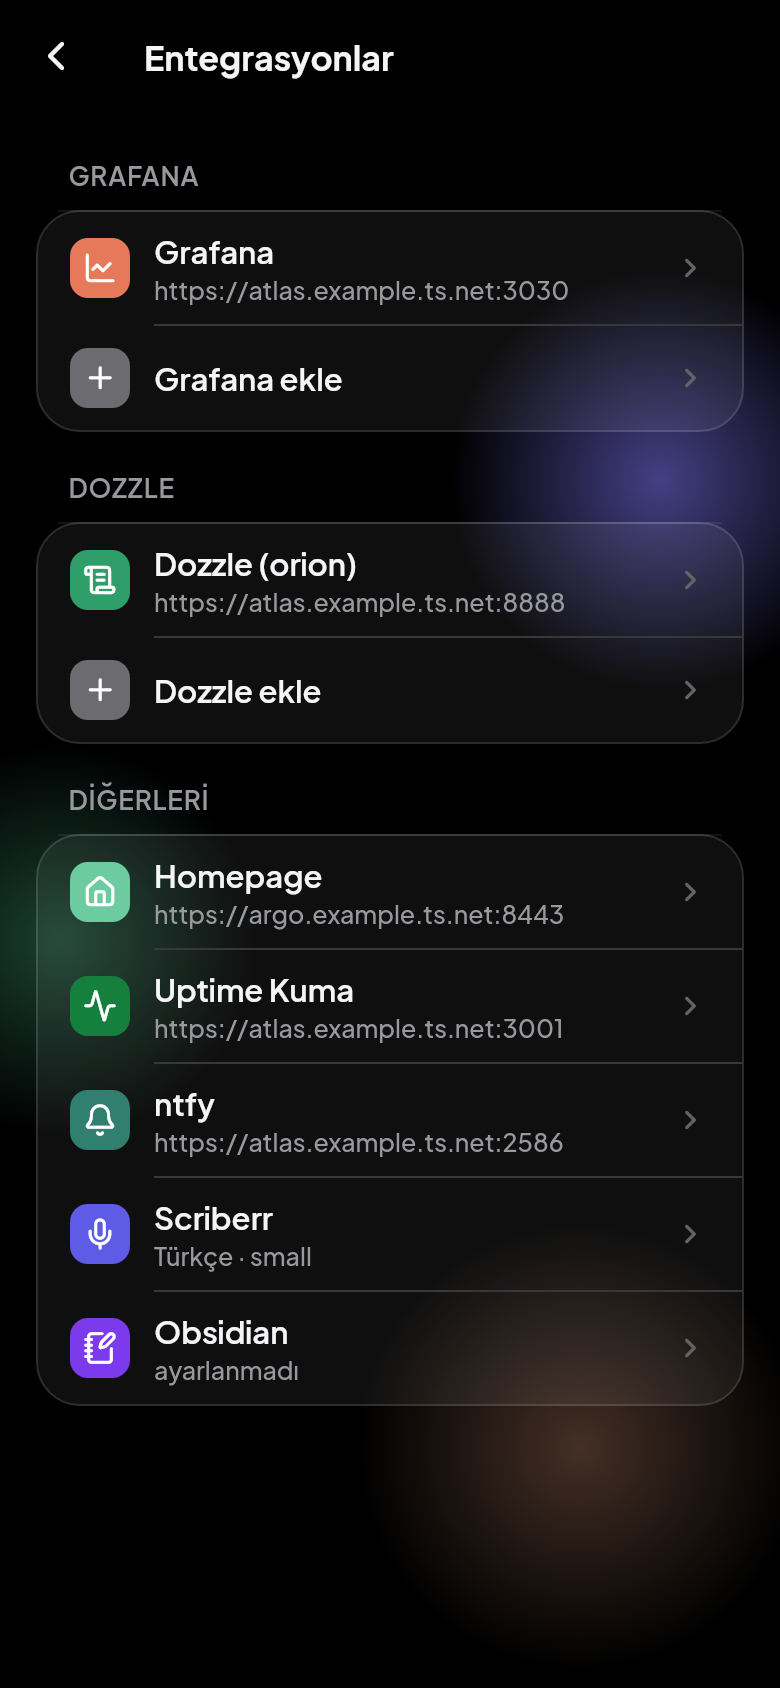 Entegrasyonlar
GRAFANA
Grafana
https://atlas.example.ts.net:3030
Grafana ekle
DOZZLE
Dozzle (orion)
https://atlas.example.ts.net:8888
Dozzle ekle
DİĞERLERİ
Homepage
https://argo.example.ts.net:8443
Uptime Kuma
https://atlas.example.ts.net:3001
ntfy
https://atlas.example.ts.net:2586
Scriberr
Türkçe · small
Obsidian
ayarlanmadı